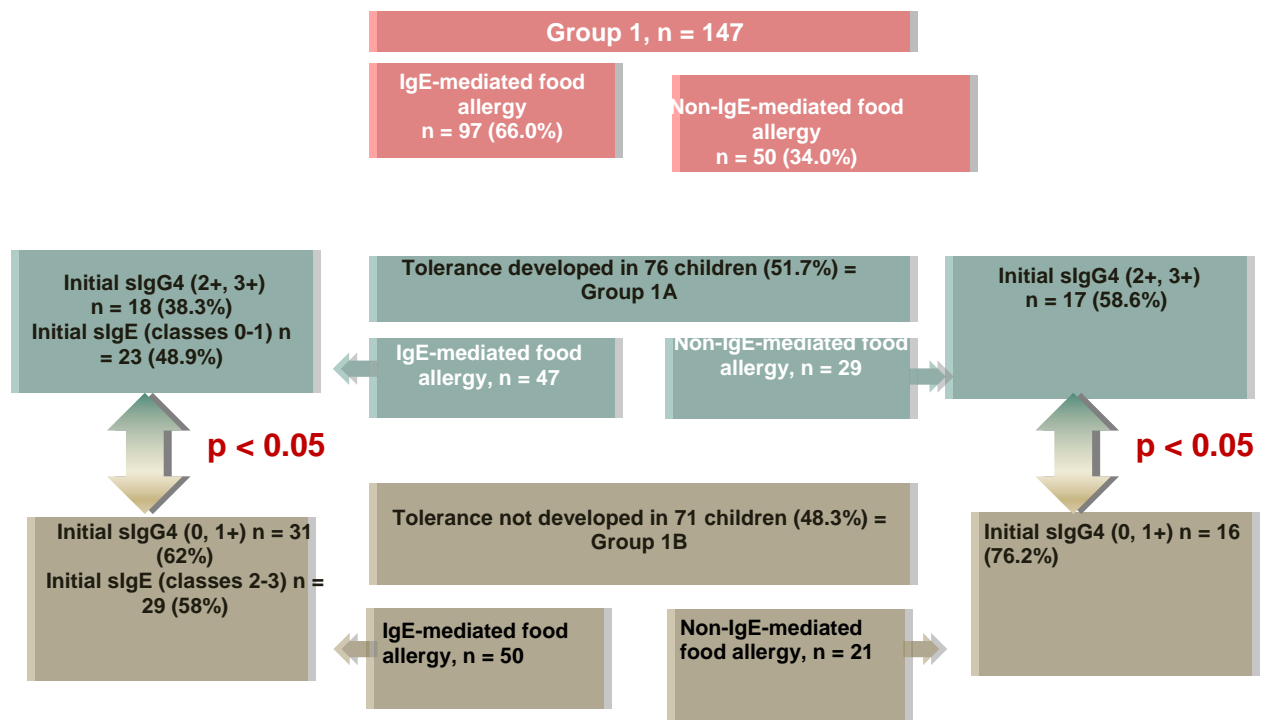 Group 1, n = 147
IgE-mediated food
allergy
n = 97 (66.0%)
Non-IgE-mediated food
allergy
n = 50 (34.0%)
Initial sIgG4 (2+, 3+)
n = 18 (38.3%)
Initial sIgE (classes 0-1) n
= 23 (48.9%)
Tolerance developed in 76 children (51.7%) =
Group 1A
Initial sIgG4 (2+, 3+)
n = 17 (58.6%)
IgE-mediated food
allergy, n = 47
Non-IgE-mediated food
allergy, n = 29
p < 0.05
p < 0.05
Initial sIgG4 (0, 1+) n = 31
(62%)
Initial sIgE (classes 2-3) n =
29 (58%)
Tolerance not developed in 71 children (48.3%) =
Group 1B
Initial sIgG4 (0, 1+) n = 16
(76.2%)
IgE-mediated food
allergy, n = 50
Non-IgE-mediated
food allergy, n = 21